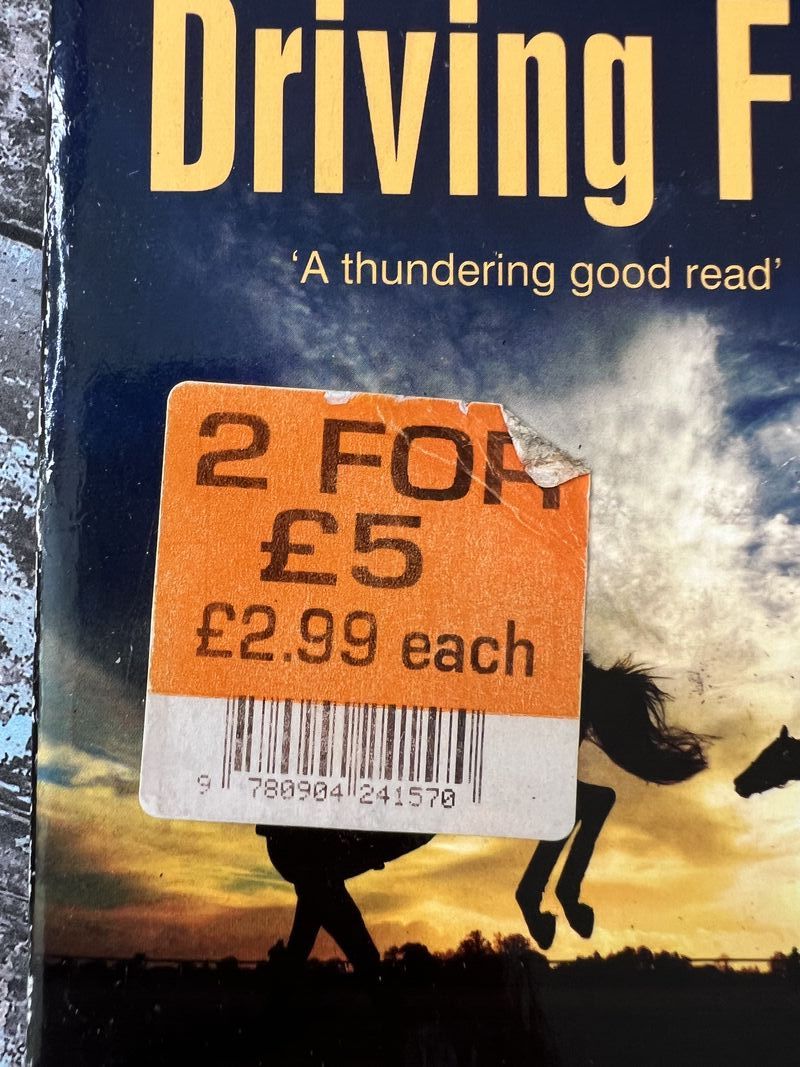 Driving F
‘A thundering good read’
2 FOR
£5
£2.99 each
9 780904 241570